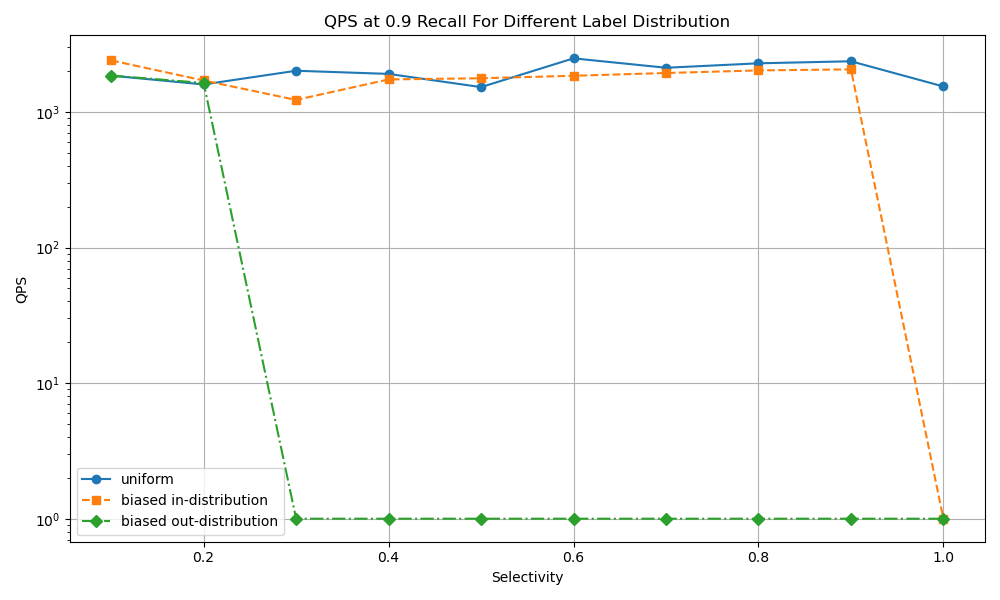 QPS at 0.9 Recall For Different Label Distribution
QPS
10³
10²
10¹
10⁰
uniform
biased in-distribution
biased out-distribution
0.2 0.4 0.6 0.8 1.0
Selectivity